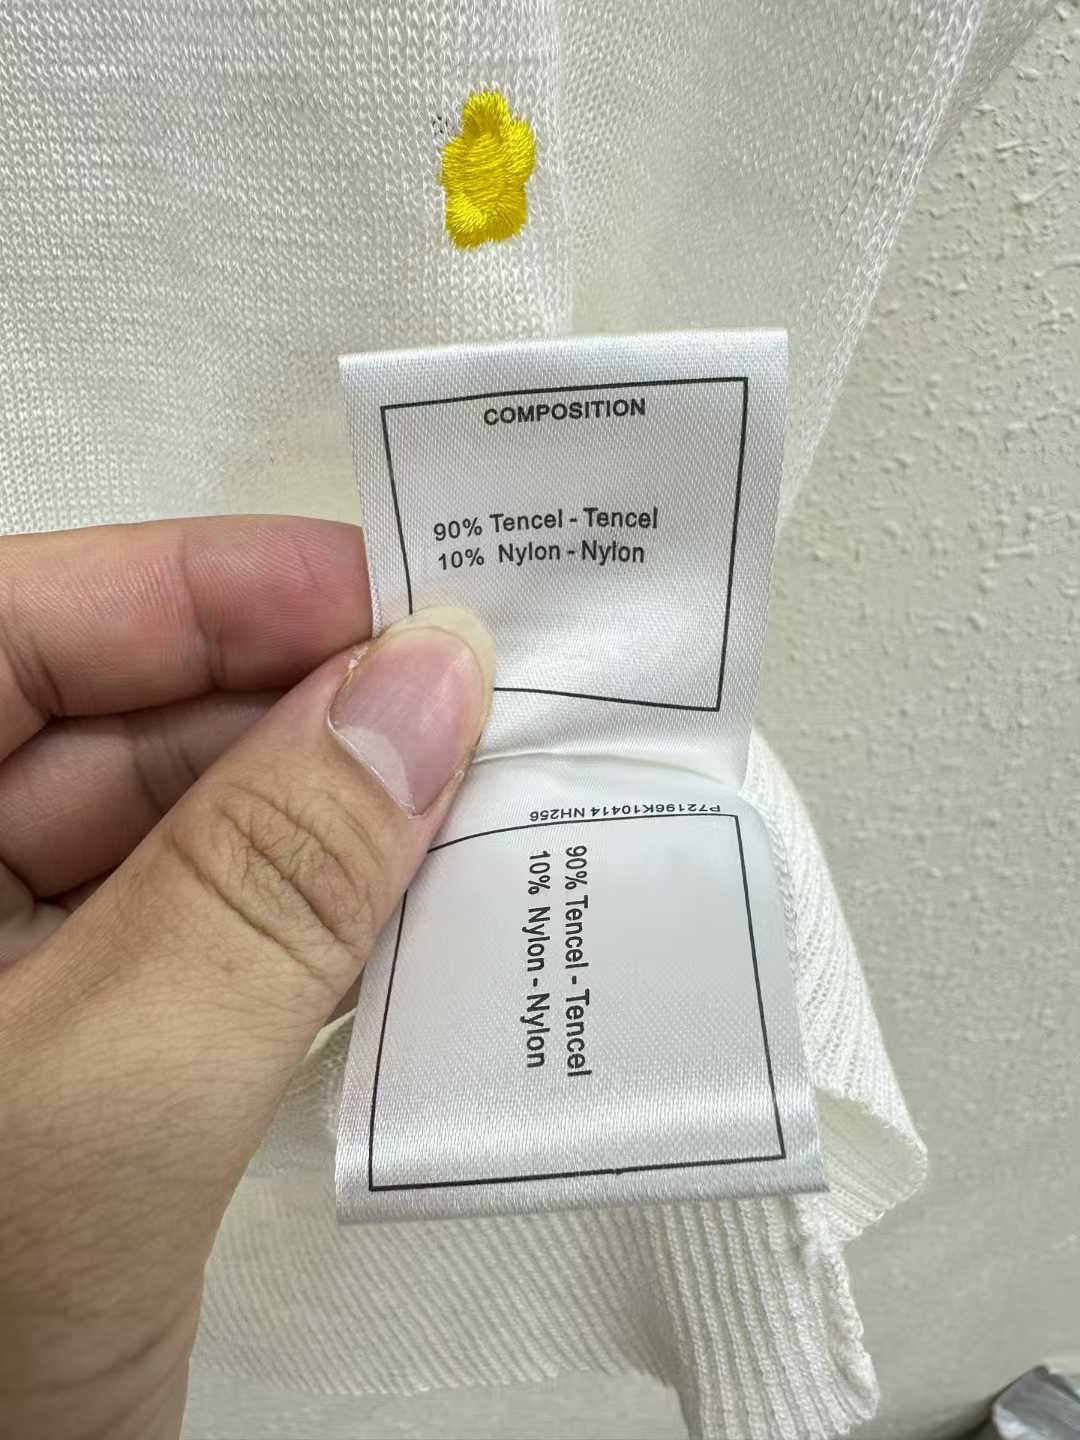 COMPOSITION
90% Tencel - Tencel
10% Nylon - Nylon
P72196K10414 NH256
90% Tencel - Tencel
10% Nylon - Nylon